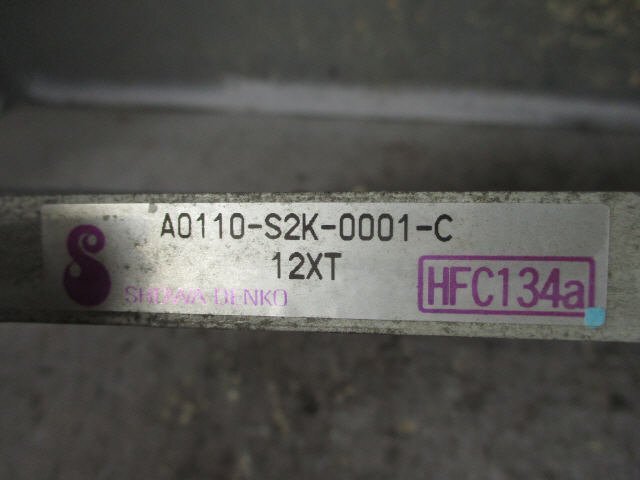 A0110-S2K-0001-C
12XT
SHOWA DENKO
HFC134a